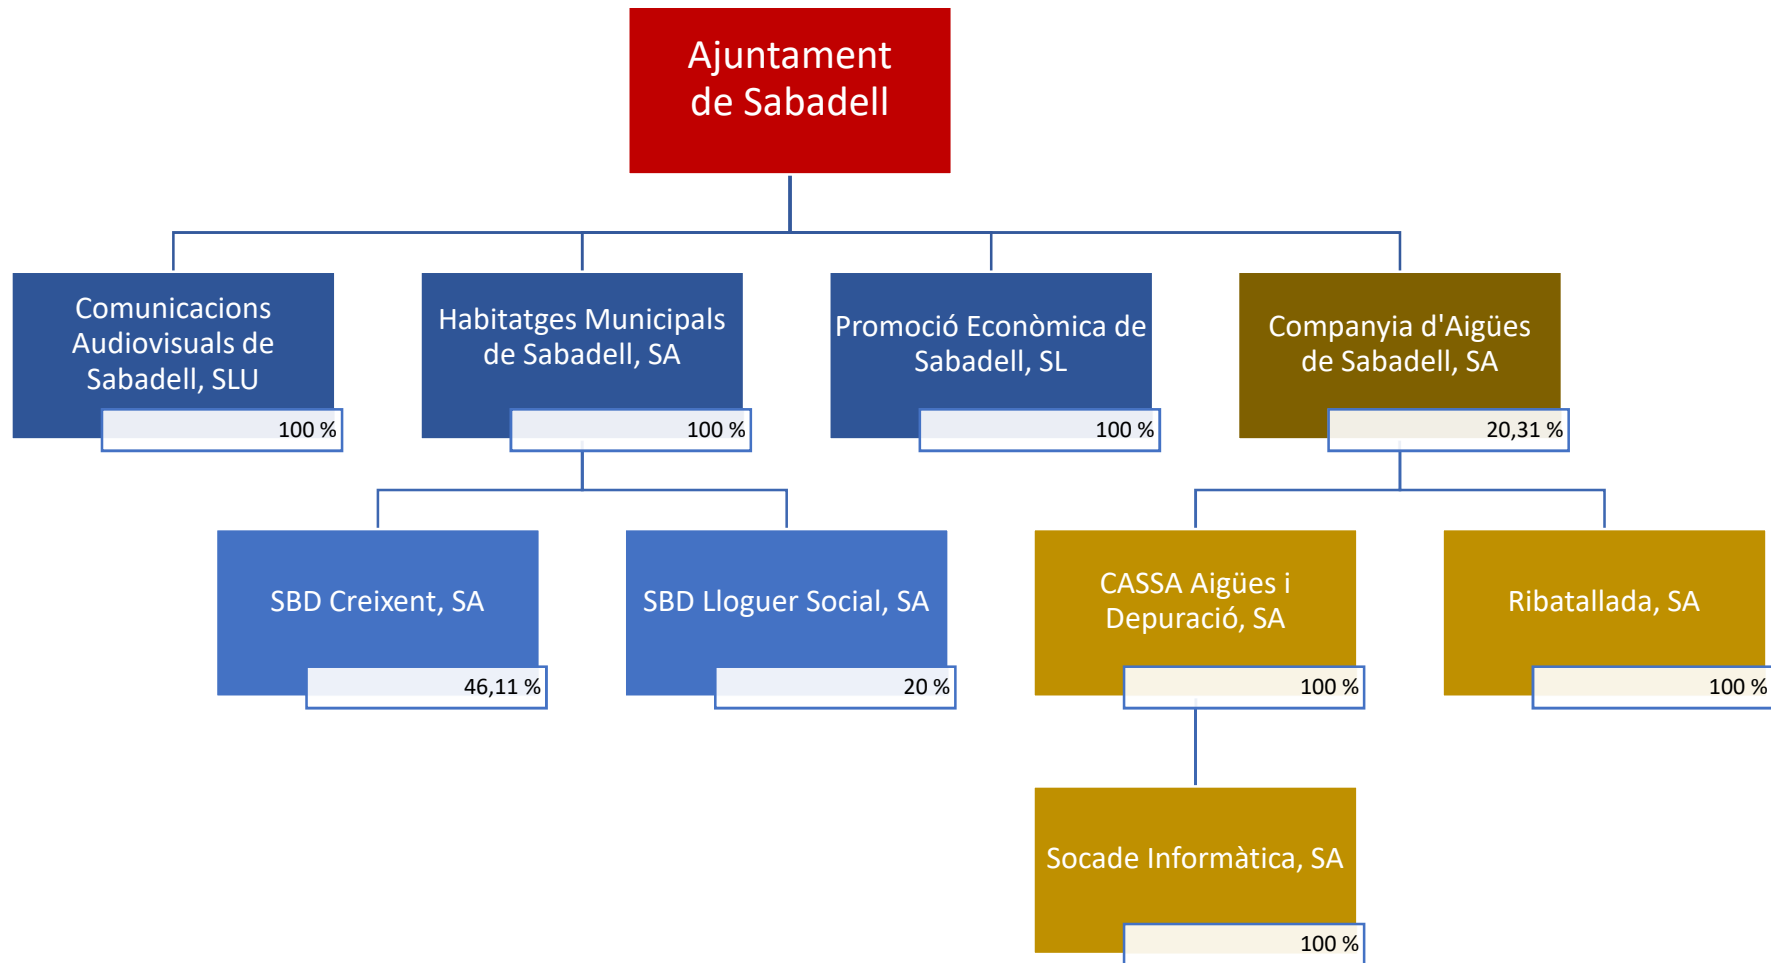 Ajuntament
de Sabadell
Comunicacions
Audiovisuals de
Sabadell, SLU
100 %
Habitatges Municipals
de Sabadell, SA
100 %
Promoció Econòmica de
Sabadell, SL
100 %
Companyia d'Aigües
de Sabadell, SA
20,31 %
SBD Creixent, SA
46,11 %
SBD Lloguer Social, SA
20 %
CASSA Aigües i
Depuració, SA
100 %
Ribatallada, SA
100 %
Socade Informàtica, SA
100 %